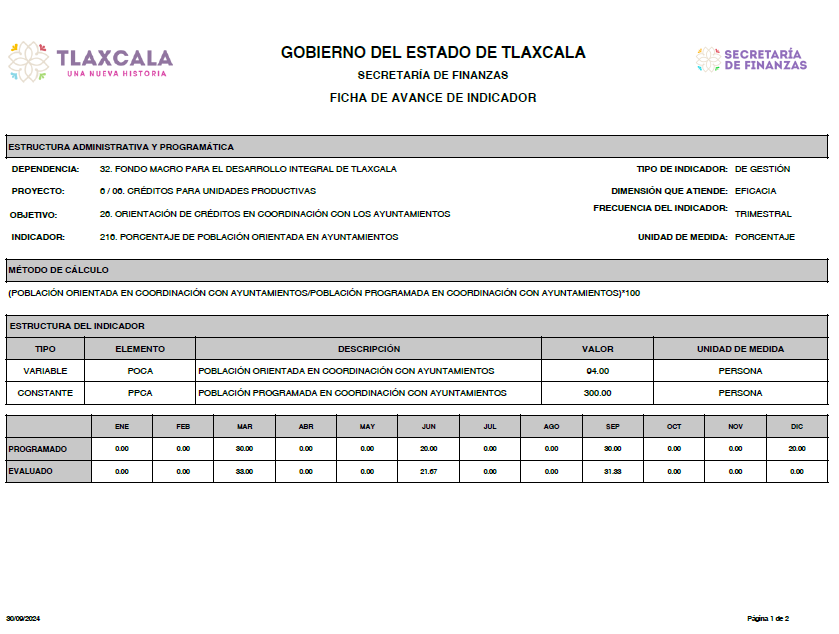 TLAXCALA
UNA NUEVA HISTORIA
GOBIERNO DEL ESTADO DE TLAXCALA
SECRETARÍA DE FINANZAS
FICHA DE AVANCE DE INDICADOR
SECRETARÍA
DE FINANZAS
ESTRUCTURA ADMINISTRATIVA Y PROGRAMÁTICA
DEPENDENCIA: 32. FONDO MACRO PARA EL DESARROLLO INTEGRAL DE TLAXCALA TIPO DE INDICADOR: DE GESTIÓN
PROYECTO: 6 / 06. CRÉDITOS PARA UNIDADES PRODUCTIVAS DIMENSIÓN QUE ATIENDE: EFICACIA
OBJETIVO: 26. ORIENTACIÓN DE CRÉDITOS EN COORDINACIÓN CON LOS AYUNTAMIENTOS FRECUENCIA DEL INDICADOR: TRIMESTRAL
INDICADOR: 216. PORCENTAJE DE POBLACIÓN ORIENTADA EN AYUNTAMIENTOS UNIDAD DE MEDIDA: PORCENTAJE
MÉTODO DE CÁLCULO
(POBLACIÓN ORIENTADA EN COORDINACIÓN CON AYUNTAMIENTOS/POBLACIÓN PROGRAMADA EN COORDINACIÓN CON AYUNTAMIENTOS)*100
ESTRUCTURA DEL INDICADOR
TIPO ELEMENTO DESCRIPCIÓN VALOR UNIDAD DE MEDIDA
VARIABLE POCA POBLACIÓN ORIENTADA EN COORDINACIÓN CON AYUNTAMIENTOS 94.00 PERSONA
CONSTANTE PPCA POBLACIÓN PROGRAMADA EN COORDINACIÓN CON AYUNTAMIENTOS 300.00 PERSONA
ENE FEB MAR ABR MAY JUN JUL AGO SEP OCT NOV DIC
PROGRAMADO 0.00 0.00 30.00 0.00 0.00 20.00 0.00 0.00 30.00 0.00 0.00 20.00
EVALUADO 0.00 0.00 33.00 0.00 0.00 21.67 0.00 0.00 31.33 0.00 0.00 0.00
30/09/2024 Página 1 de 2